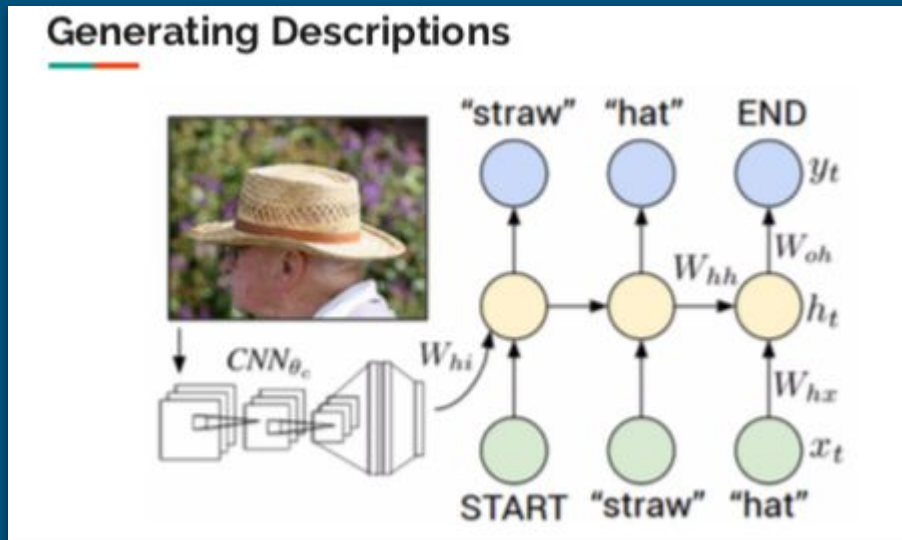 Generating Descriptions
“straw” “hat” END
yt
Woh
Whh
ht
CNNθc
Whi
Whx
xt
START “straw” “hat”